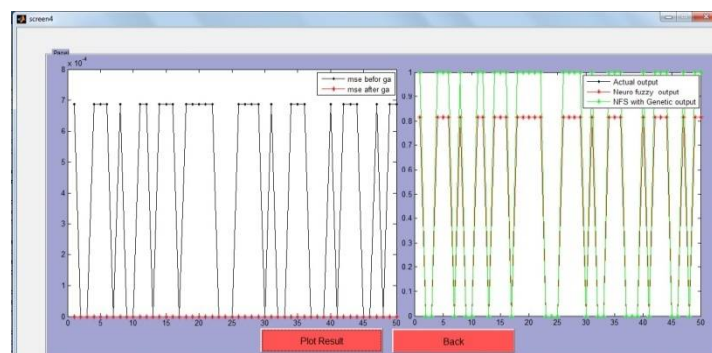 screen4
Panel
x 10⁻⁴
8
7
6
5
4
3
2
1
0
0 5 10 15 20 25 30 35 40 45 50
mse befor ga
mse after ga
1
0.9
0.8
0.7
0.6
0.5
0.4
0.3
0.2
0.1
0
0 5 10 15 20 25 30 35 40 45 50
Actual output
Neuro fuzzy output
NFS with Genetic output
Plot Result
Back